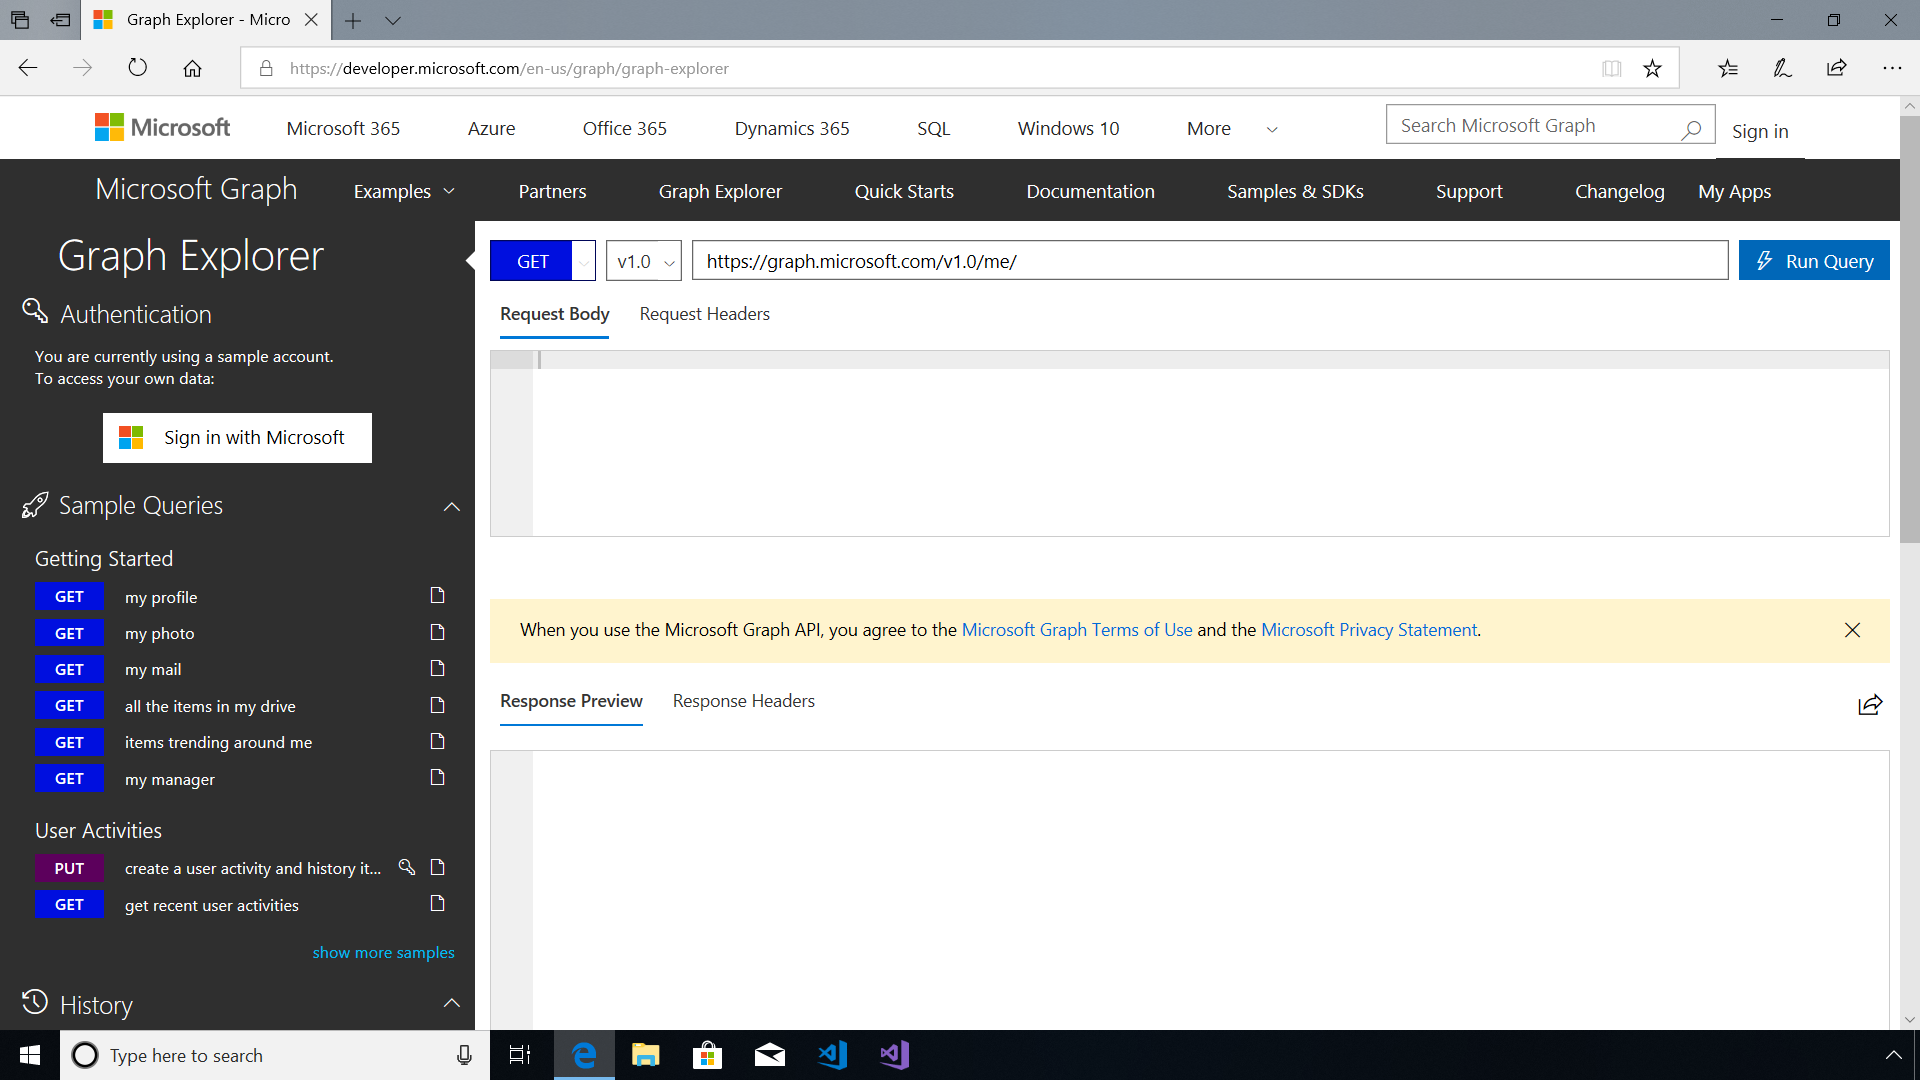 Graph Explorer - Micro
https://developer.microsoft.com/en-us/graph/graph-explorer
Microsoft
Microsoft 365
Azure
Office 365
Dynamics 365
SQL
Windows 10
More
Search Microsoft Graph
Sign in
Microsoft Graph
Examples
Partners
Graph Explorer
Quick Starts
Documentation
Samples & SDKs
Support
Changelog
My Apps
Graph Explorer
Authentication
You are currently using a sample account.
To access your own data:
Sign in with Microsoft
Sample Queries
Getting Started
GET my profile
GET my photo
GET my mail
GET all the items in my drive
GET items trending around me
GET my manager
User Activities
PUT create a user activity and history it...
GET get recent user activities
show more samples
History
GET
v1.0
https://graph.microsoft.com/v1.0/me/
Run Query
Request Body
Request Headers
When you use the Microsoft Graph API, you agree to the Microsoft Graph Terms of Use and the Microsoft Privacy Statement.
Response Preview
Response Headers
Type here to search